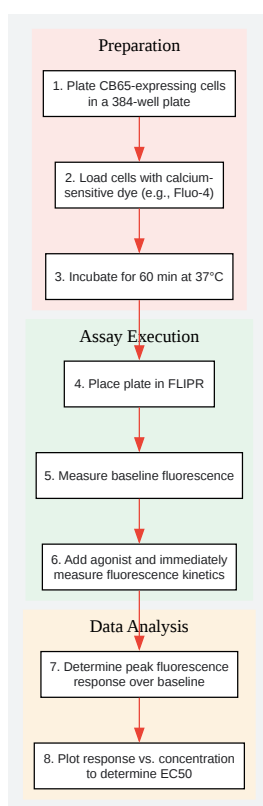 Preparation
1. Plate CB65-expressing cells
in a 384-well plate
2. Load cells with calcium-
sensitive dye (e.g., Fluo-4)
3. Incubate for 60 min at 37°C
Assay Execution
4. Place plate in FLIPR
5. Measure baseline fluorescence
6. Add agonist and immediately
measure fluorescence kinetics
Data Analysis
7. Determine peak fluorescence
response over baseline
8. Plot response vs. concentration
to determine EC50